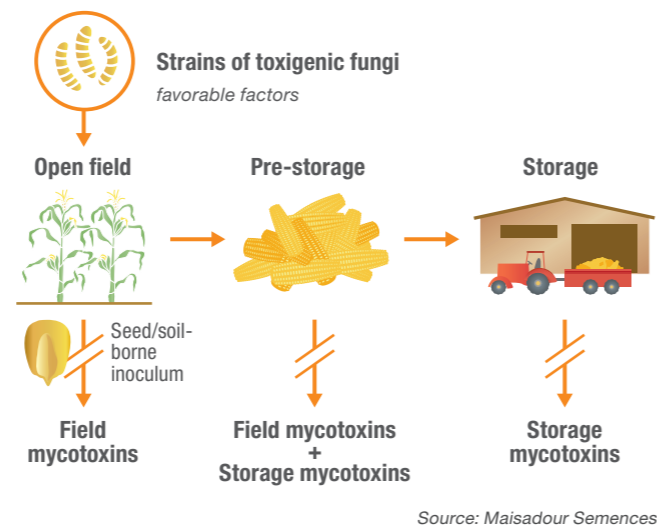 Strains of toxigenic fungi
favorable factors
Open field
Pre-storage
Storage
Seed/soil-
borne
inoculum
Field
mycotoxins
Field mycotoxins
+
Storage mycotoxins
Storage
mycotoxins
Source: Maisadour Semences